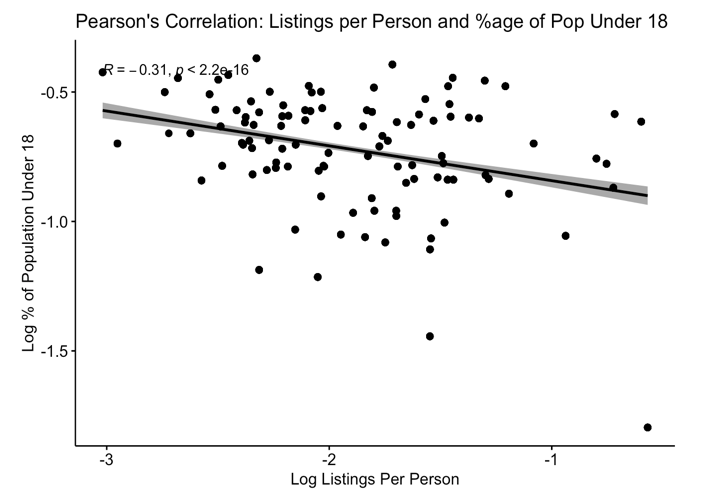 Pearson's Correlation: Listings per Person and %age of Pop Under 18
R = −0.31, p < 2.2e-16
Log % of Population Under 18
-0.5
-1.0
-1.5
-3
-2
-1
Log Listings Per Person